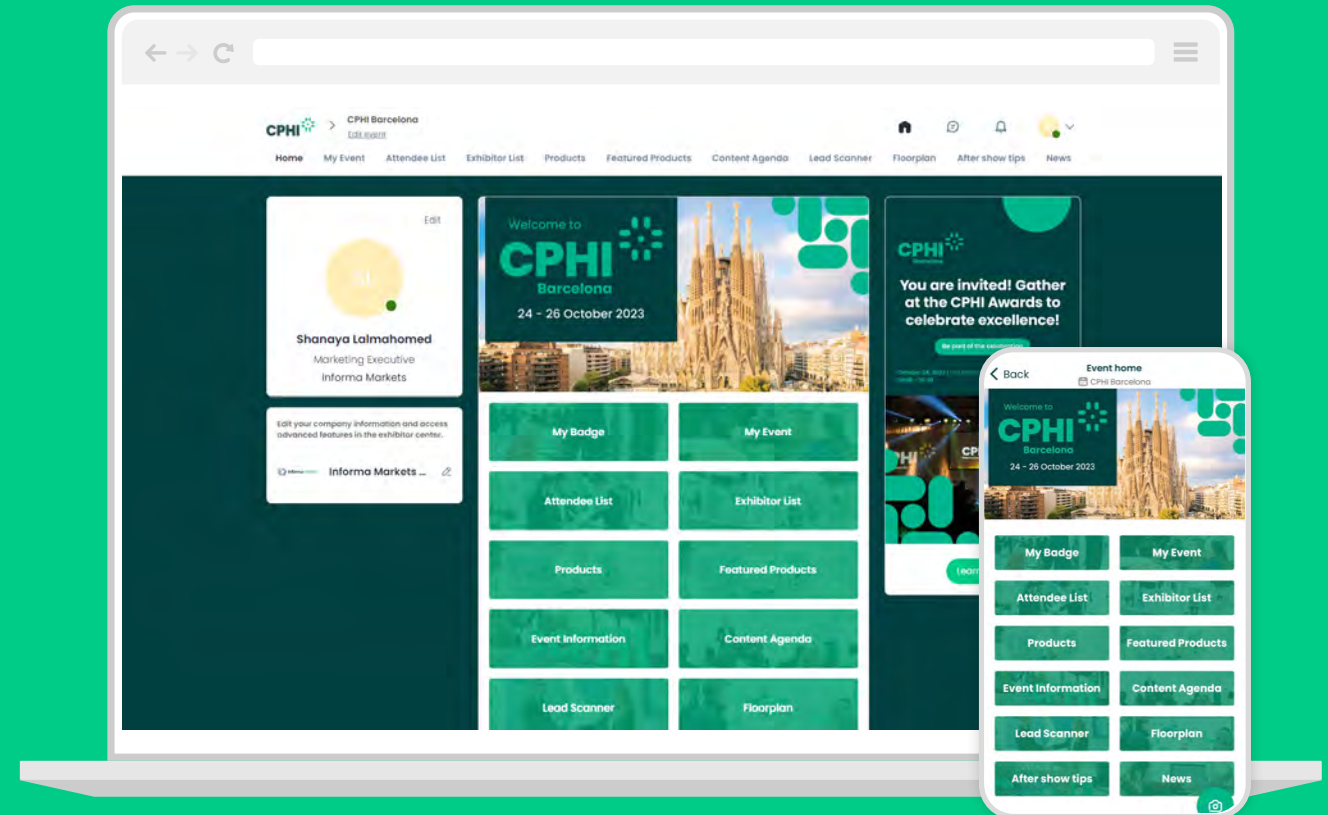 CPHI
CPHI Barcelona
Edit event
Home My Event Attendee List Exhibitor List Products Featured Products Content Agenda Lead Scanner Floorplan After show tips News
Edit
Shanaya Lalmahomed
Marketing Executive
Informa Markets
Edit your company information and access
advanced features in the exhibitor center.
Informa Markets ...
Welcome to
CPHI
Barcelona
24 - 26 October 2023
My Badge My Event
Attendee List Exhibitor List
Products Featured Products
Event Information Content Agenda
Lead Scanner Floorplan
CPHI
Barcelona
You are invited! Gather
at the CPHI Awards to
celebrate excellence!
Be part of the celebration
Back
Event home
CPHI Barcelona
Welcome to
CPHI
Barcelona
24 - 26 October 2023
My Badge My Event
Attendee List Exhibitor List
Products Featured Products
Event Information Content Agenda
Lead Scanner Floorplan
After show tips News